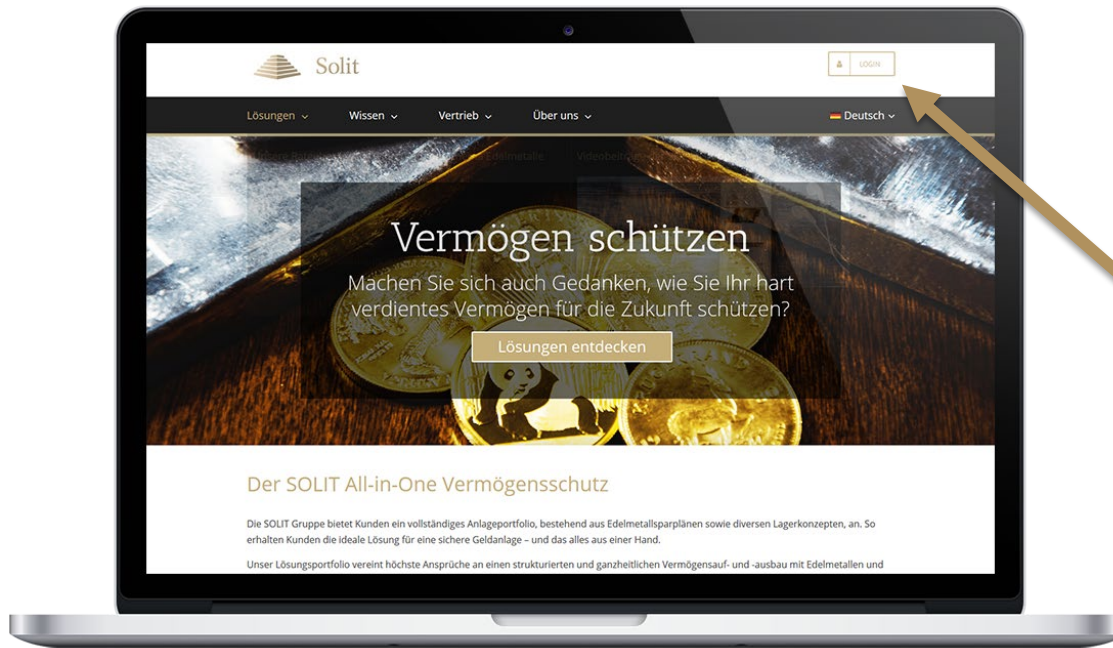 Solit
LOGIN
Lösungen Wissen Vertrieb Über uns Deutsch
Edelmetalle
Vermögen schützen
Machen Sie sich auch Gedanken, wie Sie Ihr hart
verdientes Vermögen für die Zukunft schützen?
Lösungen entdecken
Der SOLIT All-in-One Vermögensschutz
Die SOLIT Gruppe bietet Kunden ein vollständiges Anlageportfolio, bestehend aus Edelmetallsparplänen sowie diversen Lagerkonzepten, an. So
erhalten Kunden die ideale Lösung für eine sichere Geldanlage – und das alles aus einer Hand.
Unser Lösungsportfolio vereint höchste Ansprüche an einen strukturierten und ganzheitlichen Vermögensauf- und -ausbau mit Edelmetallen und